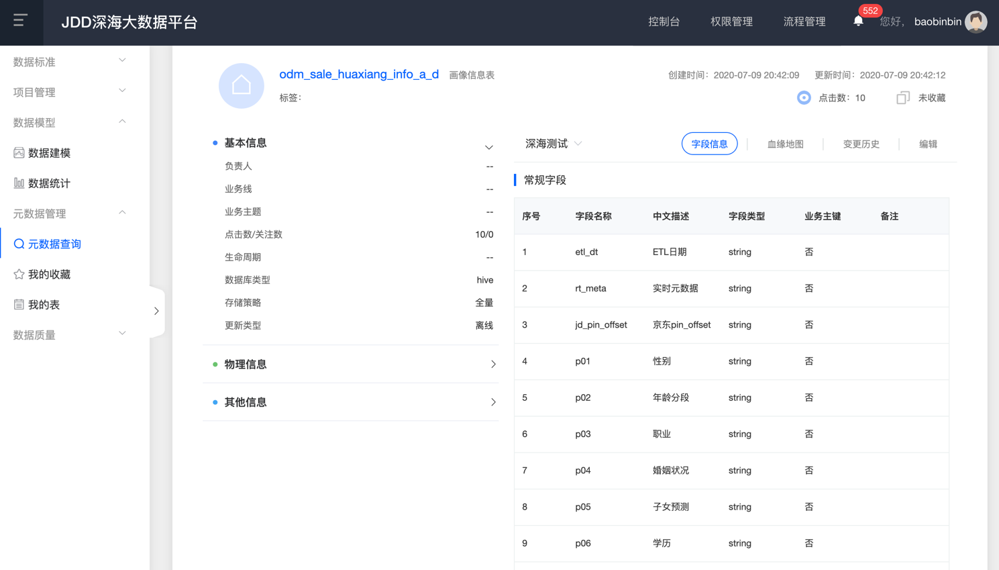 JDD深海大数据平台
控制台 权限管理 流程管理 552 您好， baobinbin
数据标准
项目管理
数据模型
数据建模
数据统计
元数据管理
元数据查询
我的收藏
我的表
数据质量
odm_sale_huaxiang_info_a_d 画像信息表
创建时间：2020-07-09 20:42:09 更新时间：2020-07-09 20:42:12
标签：
点击数：10 未收藏
基本信息
负责人 --
业务线 --
业务主题 --
点击数/关注数 10/0
生命周期 --
数据库类型 hive
存储策略 全量
更新类型 离线
物理信息
其他信息
深海测试 字段信息 血缘地图 变更历史 编辑
常规字段
序号 字段名称 中文描述 字段类型 业务主键 备注
1 etl_dt ETL日期 string 否
2 rt_meta 实时元数据 string 否
3 jd_pin_offset 京东pin_offset string 否
4 p01 性别 string 否
5 p02 年龄分段 string 否
6 p03 职业 string 否
7 p04 婚姻状况 string 否
8 p05 子女预测 string 否
9 p06 学历 string 否